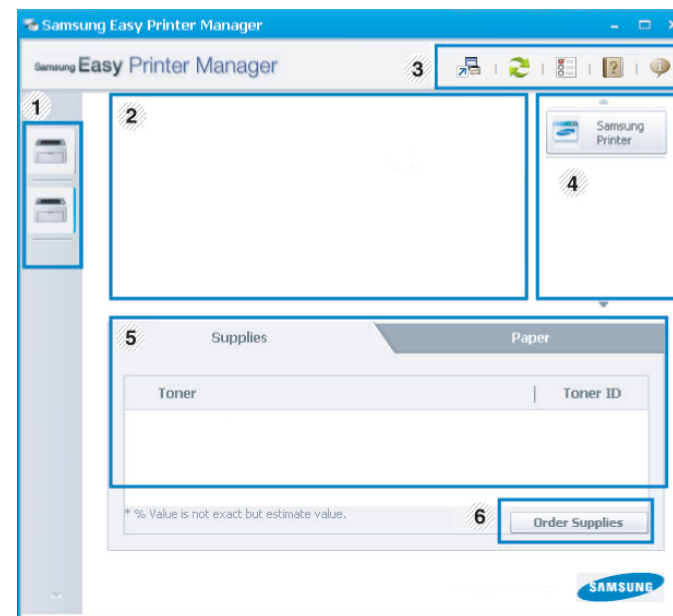 Samsung Easy Printer Manager
Samsung Easy Printer Manager
3
1
2
Samsung
Printer
4
5
Supplies
Paper
Toner
Toner ID
* % Value is not exact but estimate value.
6
Order Supplies
SAMSUNG